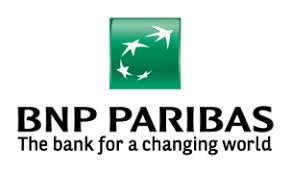 BNP PARIBAS
The bank for a changing world